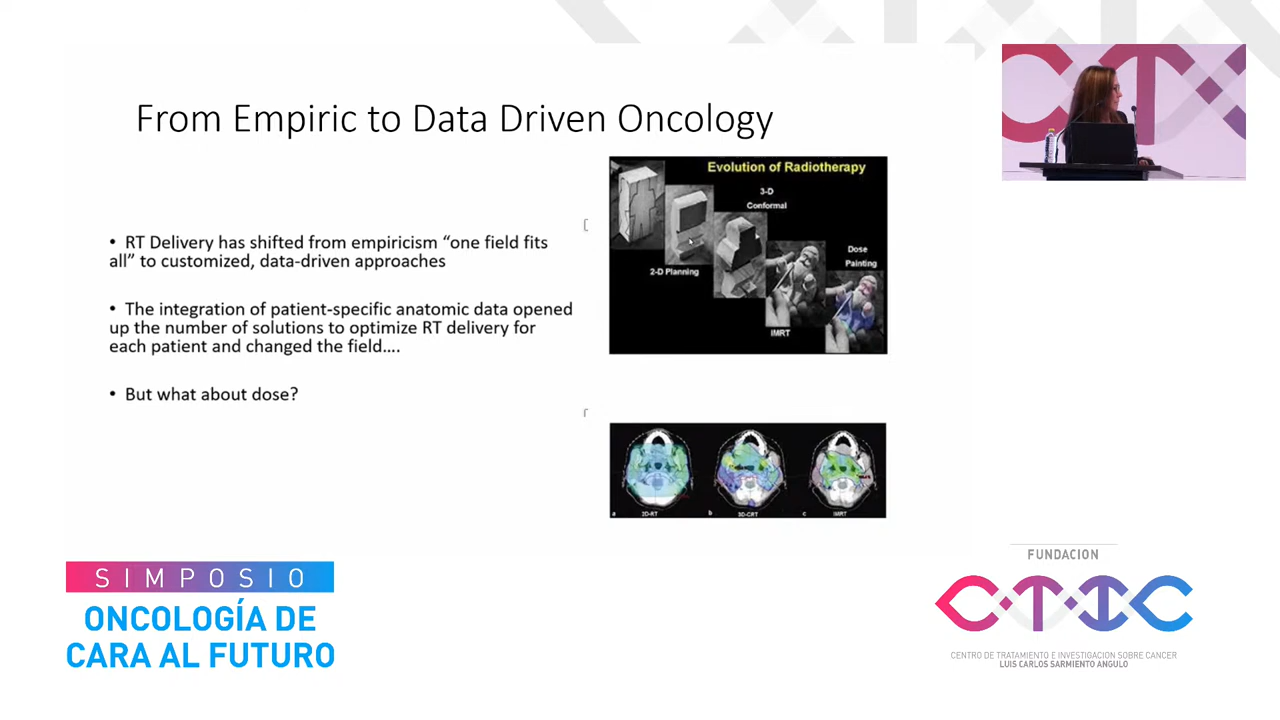 From Empiric to Data Driven Oncology
• RT Delivery has shifted from empiricism “one field fits
all” to customized, data-driven approaches
• The integration of patient-specific anatomic data opened
up the number of solutions to optimize RT delivery for
each patient and changed the field….
• But what about dose?
Evolution of Radiotherapy
3-D
Conformal
2-D Planning
Dose
Painting
IMRT
a 2D-RT
b 3D-CRT
c IMRT
SIMPOSIO
ONCOLOGÍA DE
CARA AL FUTURO
FUNDACION
CTIC
CENTRO DE TRATAMIENTO E INVESTIGACION SOBRE CANCER
LUIS CARLOS SARMIENTO ANGULO